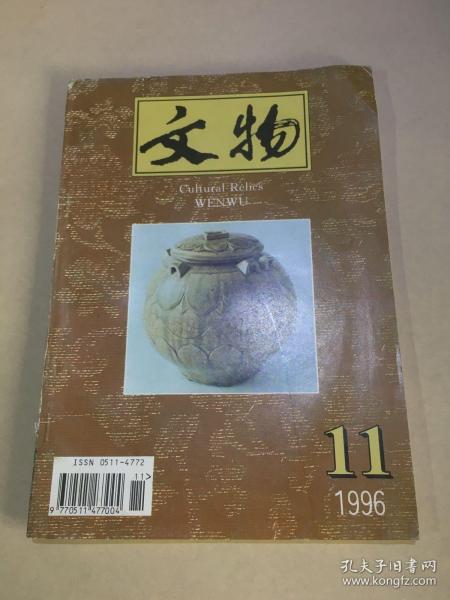 文物
Cultural Relics
WENWU
ISSN 0511-4772
11>
9 770511 477004
11
1996
孔夫子旧书网
www.kongfz.com